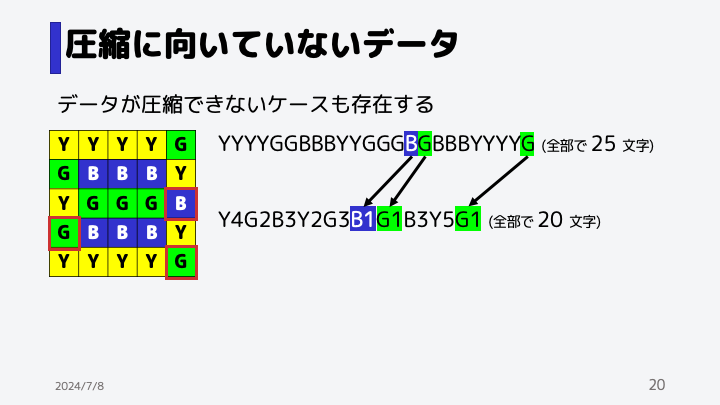 圧縮に向いていないデータ
データが圧縮できないケースも存在する
Y Y Y Y G
G B B B Y
Y G G G B
G B B B Y
Y Y Y Y G
YYYYGGBBBYYGGGBGBBBYYYYG (全部で 25 文字)
Y4G2B3Y2G3B1G1B3Y5G1 (全部で 20 文字)
2024/7/8
20